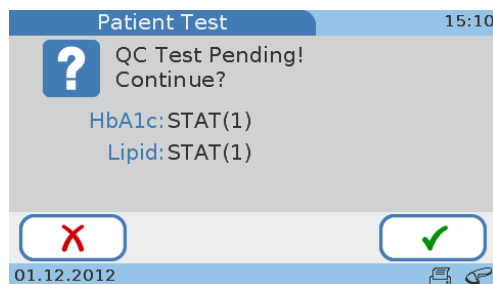 Patient Test
15:10
?
QC Test Pending!
Continue?
HbA1c: STAT(1)
Lipid: STAT(1)
01.12.2012